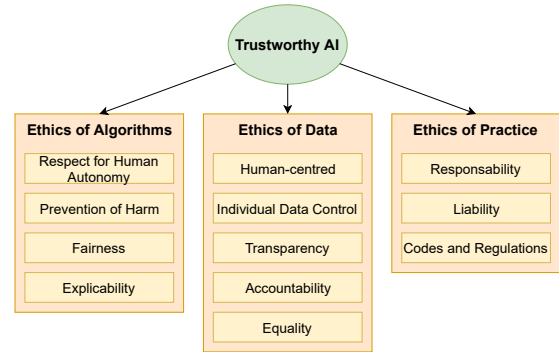 Trustworthy AI
Ethics of Algorithms
Respect for Human
Autonomy
Prevention of Harm
Fairness
Explicability
Ethics of Data
Human-centred
Individual Data Control
Transparency
Accountability
Equality
Ethics of Practice
Responsability
Liability
Codes and Regulations